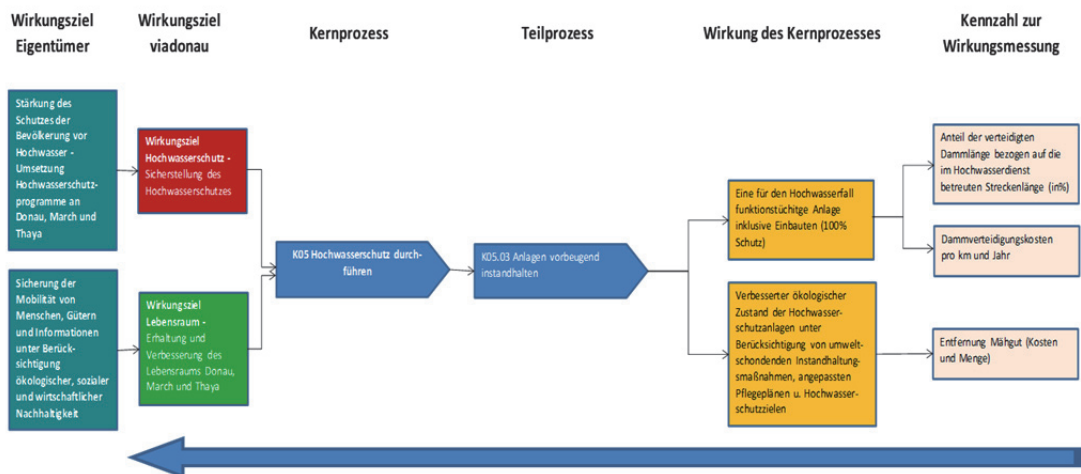 Wirkungsziel
Eigentümer
Wirkungsziel
viadonau
Kernprozess
Teilprozess
Wirkung des Kernprozesses
Kennzahl zur
Wirkungsmessung
Stärkung des
Schutzes der
Bevölkerung vor
Hochwasser -
Umsetzung
Hochwasserschutz-
programme an
Donau, March und
Thaya
Wirkungsziel
Hochwasserschutz -
Sicherstellung des
Hochwasserschutzes
Sicherung der
Mobilität von
Menschen, Gütern
und Informationen
unter Berück-
sichtigung
ökologischer, sozialer
und wirtschaftlicher
Nachhaltigkeit
Wirkungsziel
Lebensraum -
Erhaltung und
Verbesserung des
Lebensraums Donau,
March und Thaya
K05 Hochwasserschutz durch-
führen
K05.03 Anlagen vorbeugend
instandhalten
Eine für den Hochwasserfall
funktionstüchitge Anlage
inklusive Einbauten (100%
Schutz)
Verbesserter ökologischer
Zustand der Hochwasser-
schutzanlagen unter
Berücksichtigung von umwelt-
schondenden Instandhaltung-
smaßnahmen, angepassten
Pflegeplänen u. Hochwasser-
schutzzielen
Anteil der verteidigten
Dammlänge bezogen auf die
im Hochwasserdienst
betreuten Streckenlänge (in%)
Dammverteidigungskosten
pro km und Jahr
Entfernung Mähgut (Kosten
und Menge)